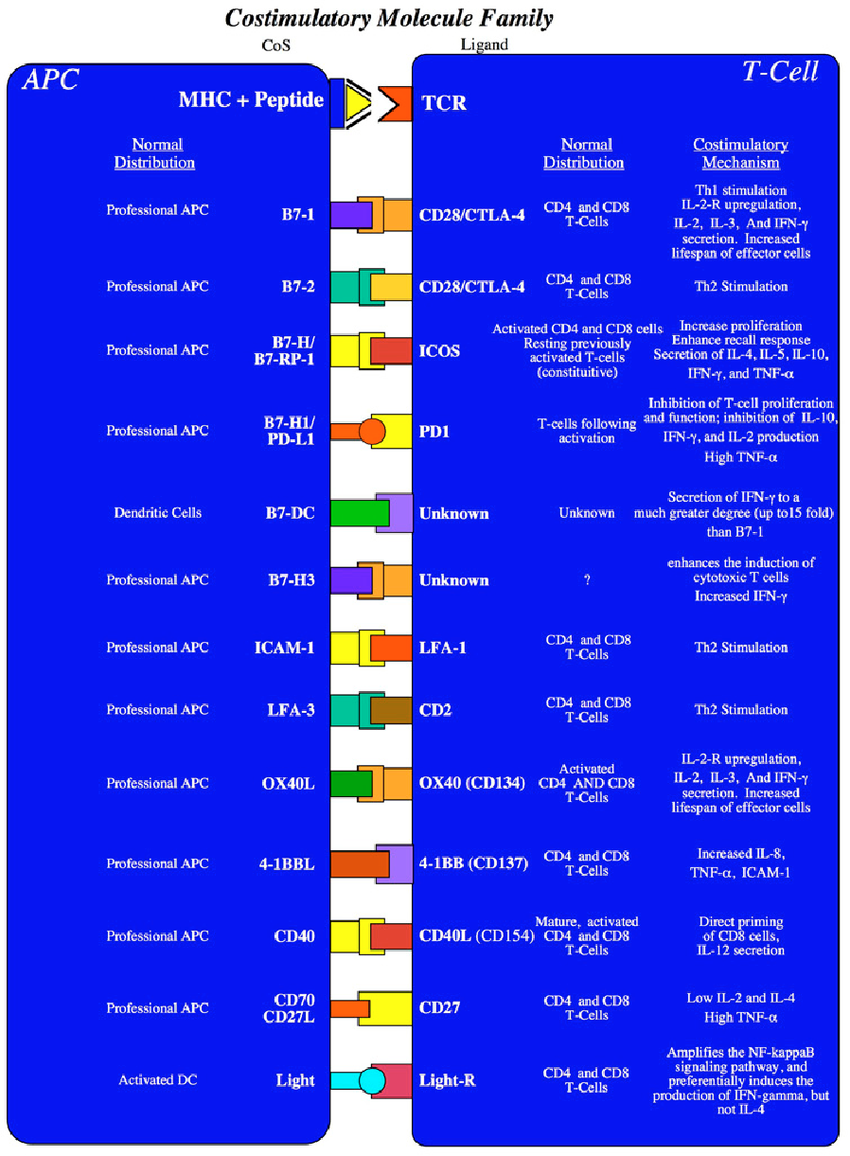 Costimulatory Molecule Family
CoS
Ligand
APC
T-Cell
MHC + Peptide
TCR
Normal
Distribution
Normal
Distribution
Costimulatory
Mechanism
Professional APC
B7-1
CD28/CTLA-4
CD4 and CD8
T-Cells
Th1 stimulation
IL-2-R upregulation,
IL-2, IL-3, And IFN-γ
secretion. Increased
lifespan of effector cells
Professional APC
B7-2
CD28/CTLA-4
CD4 and CD8
T-Cells
Th2 Stimulation
Professional APC
B7-H/
B7-RP-1
ICOS
Activated CD4 and CD8 cells
Resting previously
activated T-cells
(constituitive)
Increase proliferation
Enhance recall response
Secretion of IL-4, IL-5, IL-10,
IFN-γ, and TNF-α
Professional APC
B7-H1/
PD-L1
PD1
T-cells following
activation
Inhibition of T-cell proliferation
and function; inhibition of IL-10,
IFN-γ, and IL-2 production
High TNF-α
Dendritic Cells
B7-DC
Unknown
Unknown
Secretion of IFN-γ to a
much greater degree (up to15 fold)
than B7-1
Professional APC
B7-H3
Unknown
?
enhances the induction of
cytotoxic T cells
Increased IFN-γ
Professional APC
ICAM-1
LFA-1
CD4 and CD8
T-Cells
Th2 Stimulation
Professional APC
LFA-3
CD2
CD4 and CD8
T-Cells
Th2 Stimulation
Professional APC
OX40L
OX40 (CD134)
Activated
CD4 AND CD8
T-Cells
IL-2-R upregulation,
IL-2, IL-3, And IFN-γ
secretion. Increased
lifespan of effector cells
Professional APC
4-1BBL
4-1BB (CD137)
CD4 and CD8
T-Cells
Increased IL-8,
TNF-α, ICAM-1
Professional APC
CD40
CD40L (CD154)
Mature, activated
CD4 and CD8
T-Cells
Direct priming
of CD8 cells,
IL-12 secretion
Professional APC
CD70
CD27L
CD27
CD4 and CD8
T-Cells
Low IL-2 and IL-4
High TNF-α
Activated DC
Light
Light-R
CD4 and CD8
T-Cells
Amplifies the NF-kappaB
signaling pathway, and
preferentially induces the
production of IFN-gamma, but
not IL-4